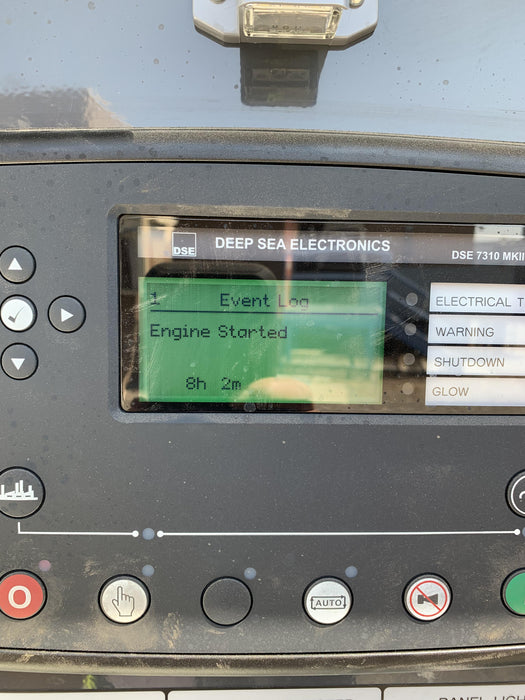 DSE
DEEP SEA ELECTRONICS
DSE 7310 MKII
1 Event Log
Engine Started
8h 2m
ELECTRICAL T
WARNING
SHUTDOWN
GLOW
O
AUTO